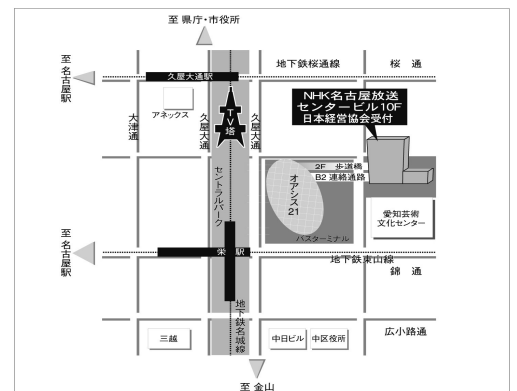 至 県庁・市役所
至 名古屋駅
久屋大通駅
地下鉄桜通線
桜 通
アネックス
大津通
久屋大通
TV塔
久屋大通
NHK名古屋放送
センタービル10F
日本経営協会受付
2F 歩道橋
B2 連絡通路
オアシス21
セントラルパーク
愛知芸術
文化センター
バスターミナル
至 名古屋駅
栄 駅
地下鉄東山線
錦 通
地下鉄名城線
三越
中日ビル
中区役所
広小路通
至 金山